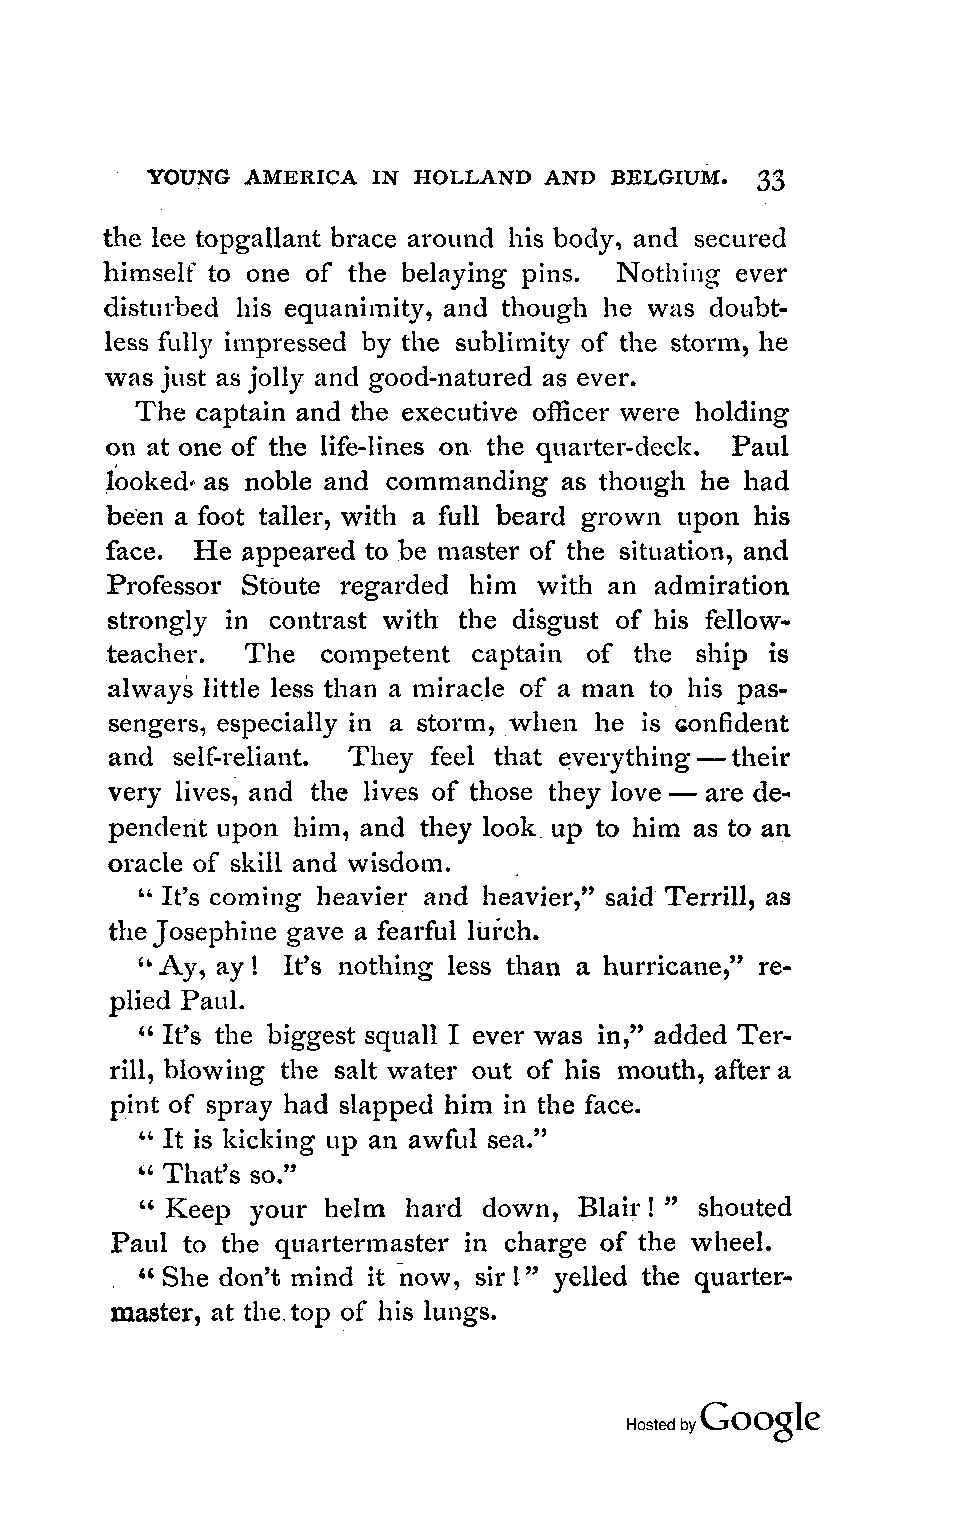 YOUNG AMERICA IN HOLLAND AND BELGIUM. 33
the lee topgallant brace around his body, and secured
himself to one of the belaying pins. Nothing ever
disturbed his equanimity, and though he was doubt-
less fully impressed by the sublimity of the storm, he
was just as jolly and good-natured as ever.
The captain and the executive officer were holding
on at one of the life-lines on the quarter-deck. Paul
looked as noble and commanding as though he had
been a foot taller, with a full beard grown upon his
face. He appeared to be master of the situation, and
Professor Stoute regarded him with an admiration
strongly in contrast with the disgust of his fellow-
teacher. The competent captain of the ship is
always little less than a miracle of a man to his pas-
sengers, especially in a storm, when he is confident
and self-reliant. They feel that everything — their
very lives, and the lives of those they love — are de-
pendent upon him, and they look up to him as to an
oracle of skill and wisdom.
“It's coming heavier and heavier,” said Terrill, as
the Josephine gave a fearful lurch.
“Ay, ay! It's nothing less than a hurricane,” re-
plied Paul.
“It's the biggest squall I ever was in,” added Ter-
rill, blowing the salt water out of his mouth, after a
pint of spray had slapped him in the face.
“It is kicking up an awful sea.”
“That's so.”
“Keep your helm hard down, Blair!” shouted
Paul to the quartermaster in charge of the wheel.
“She don't mind it now, sir!” yelled the quarter-
master, at the top of his lungs.
Hosted by Google